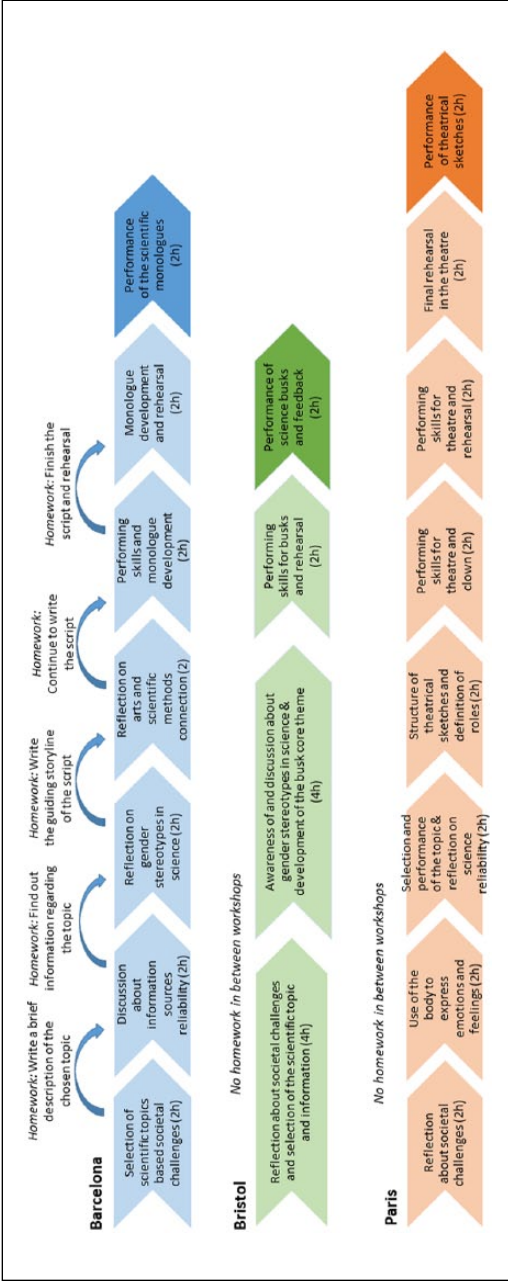 Homework: Write a brief
description of the
chosen topic
Homework: Find out
information regarding
the topic
Homework: Write
the guiding storyline
of the script
Homework:
Continue to write
the script
Homework: Finish the
script and rehearsal
Barcelona
Selection of
scientific topics
based societal
challenges (2h)
Discussion about
information
sources
reliability (2h)
Reflection on
gender
stereotypes in
science (2h)
Reflection on
arts and
scientific
methods
connection (2)
Performing
skills and
monologue
development
(2h)
Monologue
development
and rehearsal
(2h)
Performance
of the scientific
monologues
(2h)
No homework in between workshops
Bristol
Reflection about societal challenges
and selection of the scientific topic
and information (4h)
Awareness of and discussion about
gender stereotypes in science &
development of the busk core theme
(4h)
Performing
skills for busks
and rehearsal
(2h)
Performance of
science busks
and feedback
(2h)
No homework in between workshops
Paris
Reflection
about societal
challenges (2h)
Use of the
body to
express
emotions and
feelings (2h)
Selection and
performance
of the topic &
reflection on
science
reliability (2h)
Structure of
theatrical
sketches and
definition of
roles (2h)
Performing
skills for
theatre and
clown (2h)
Performing
skills for
theatre and
rehearsal (2h)
Final rehearsal
in the theatre
(2h)
Performance
of theatrical
sketches (2h)